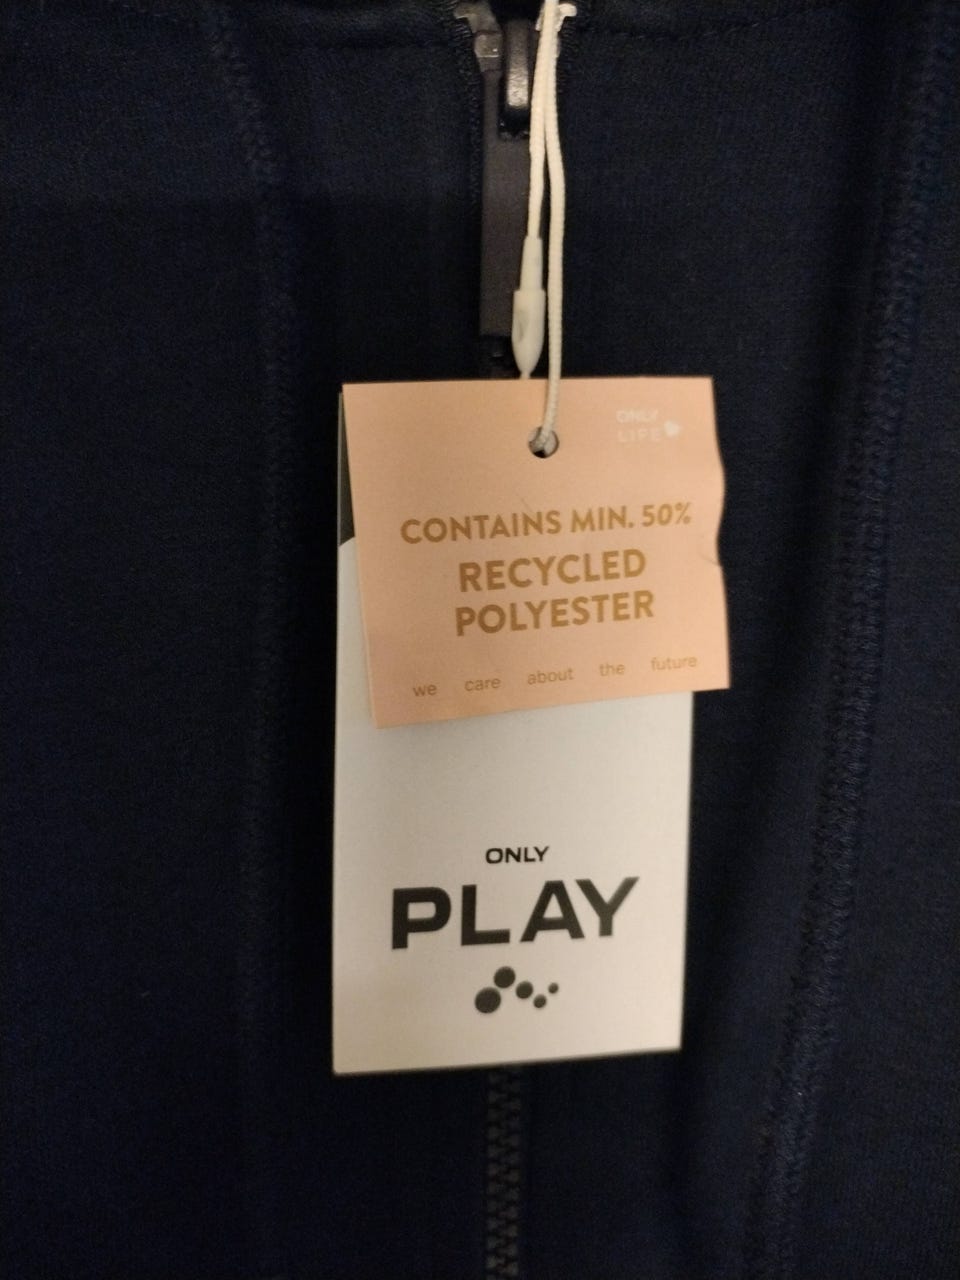 ONLY
LIFE
CONTAINS MIN. 50%
RECYCLED
POLYESTER
we care about the future
ONLY
PLAY